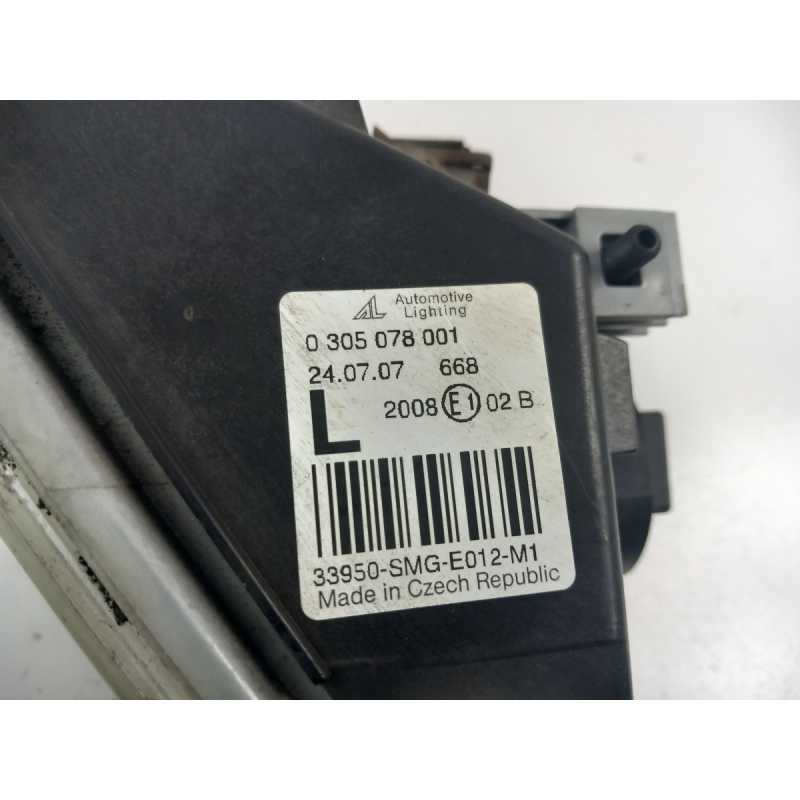 AL Automotive
Lighting
0 305 078 001
24.07.07 668
L 2008 E1 02 B
33950-SMG-E012-M1
Made in Czech Republic